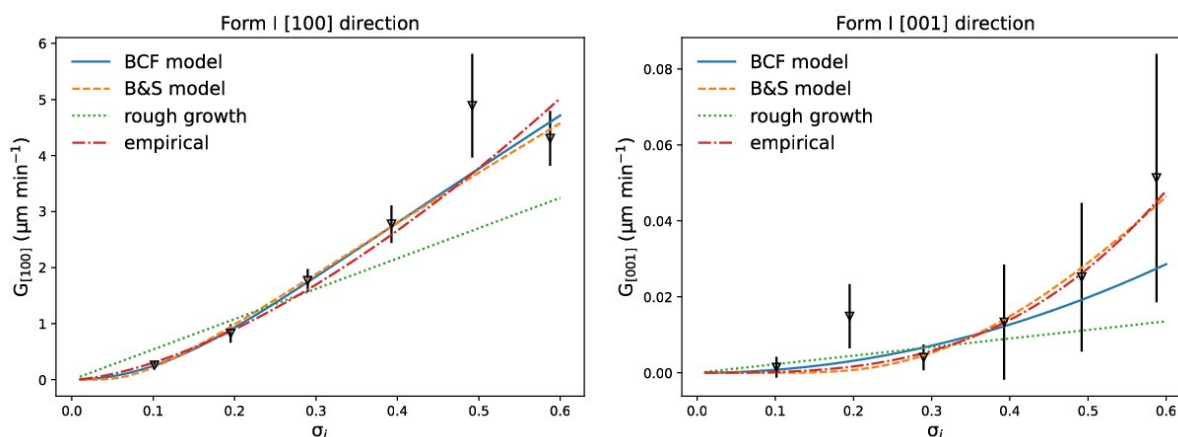 Form I [100] direction
BCF model
B&S model
rough growth
empirical
G[100] (μm min⁻¹)
6
5
4
3
2
1
0
0.0 0.1 0.2 0.3 0.4 0.5 0.6
σi
Form I [001] direction
BCF model
B&S model
rough growth
empirical
G[001] (μm min⁻¹)
0.08
0.06
0.04
0.02
0.00
0.0 0.1 0.2 0.3 0.4 0.5 0.6
σi